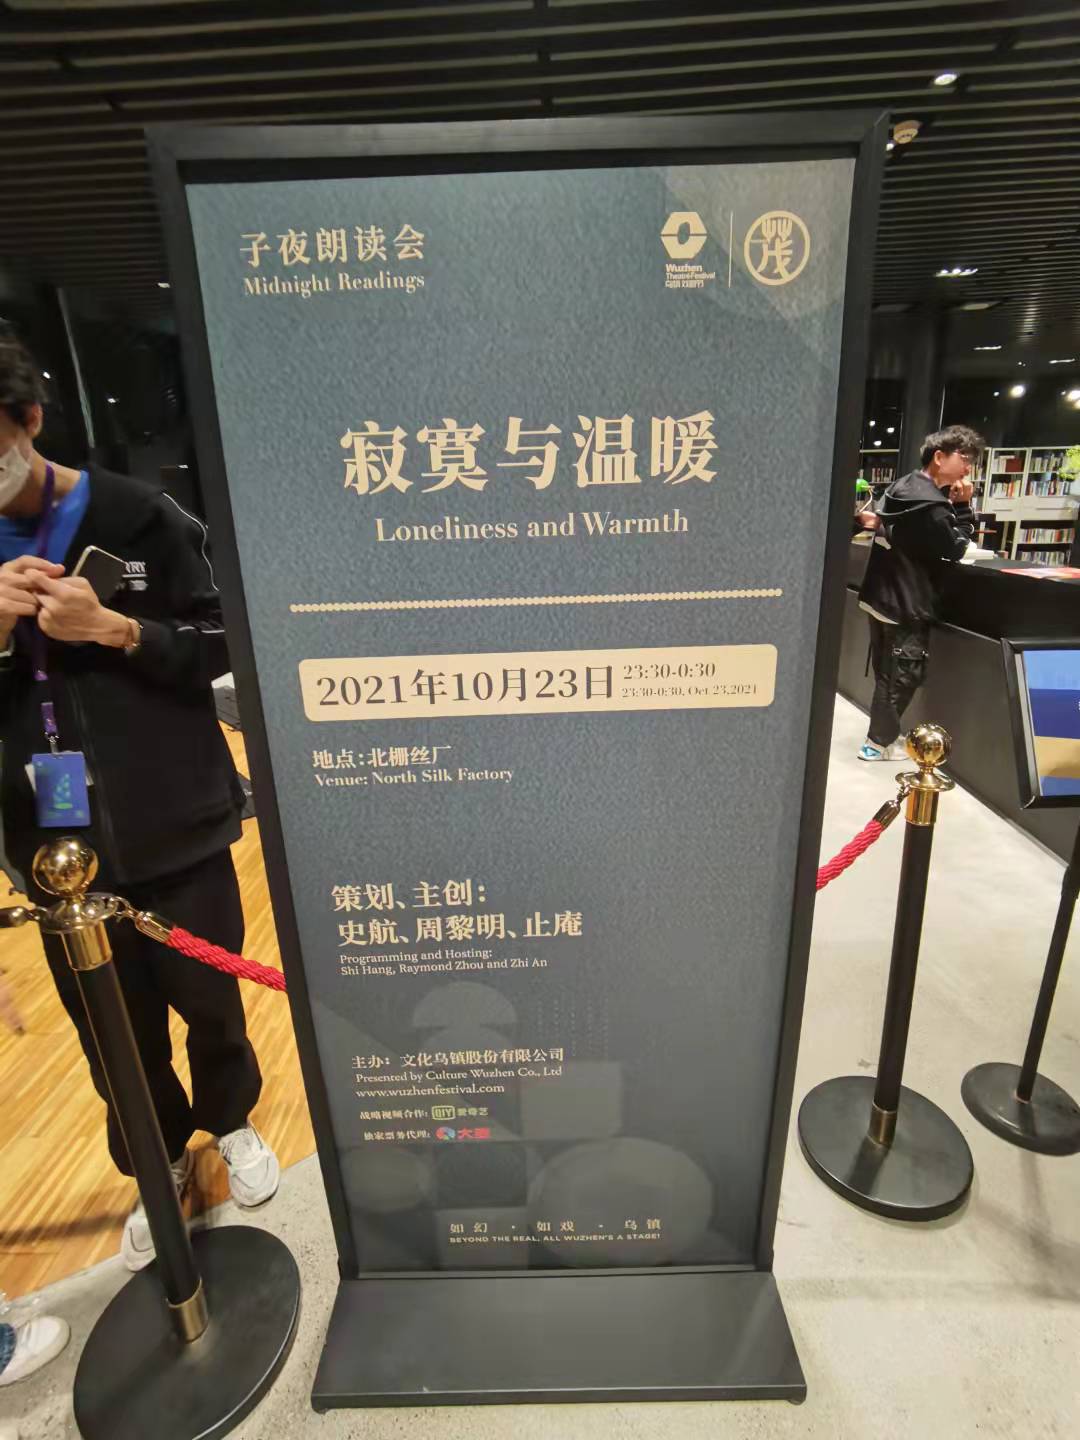 子夜朗读会
Midnight Readings
Wuzhen
Theatre Festival
乌镇戏剧节
茂
寂寞与温暖
Loneliness and Warmth
2021年10月23日 23:30-0:30
23:30-0:30, Oct 23,2021
地点：北栅丝厂
Venue: North Silk Factory
策划、主创：
史航、周黎明、止庵
Programming and Hosting:
Shi Hang, Raymond Zhou and Zhi An
主办：文化乌镇股份有限公司
Presented by Culture Wuzhen Co., Ltd
www.wuzhenfestival.com
战略视频合作：iQIY 爱奇艺
独家票务代理：大麦
如幻·如戏·乌镇
BEYOND THE REAL, ALL WUZHEN'S A STAGE!